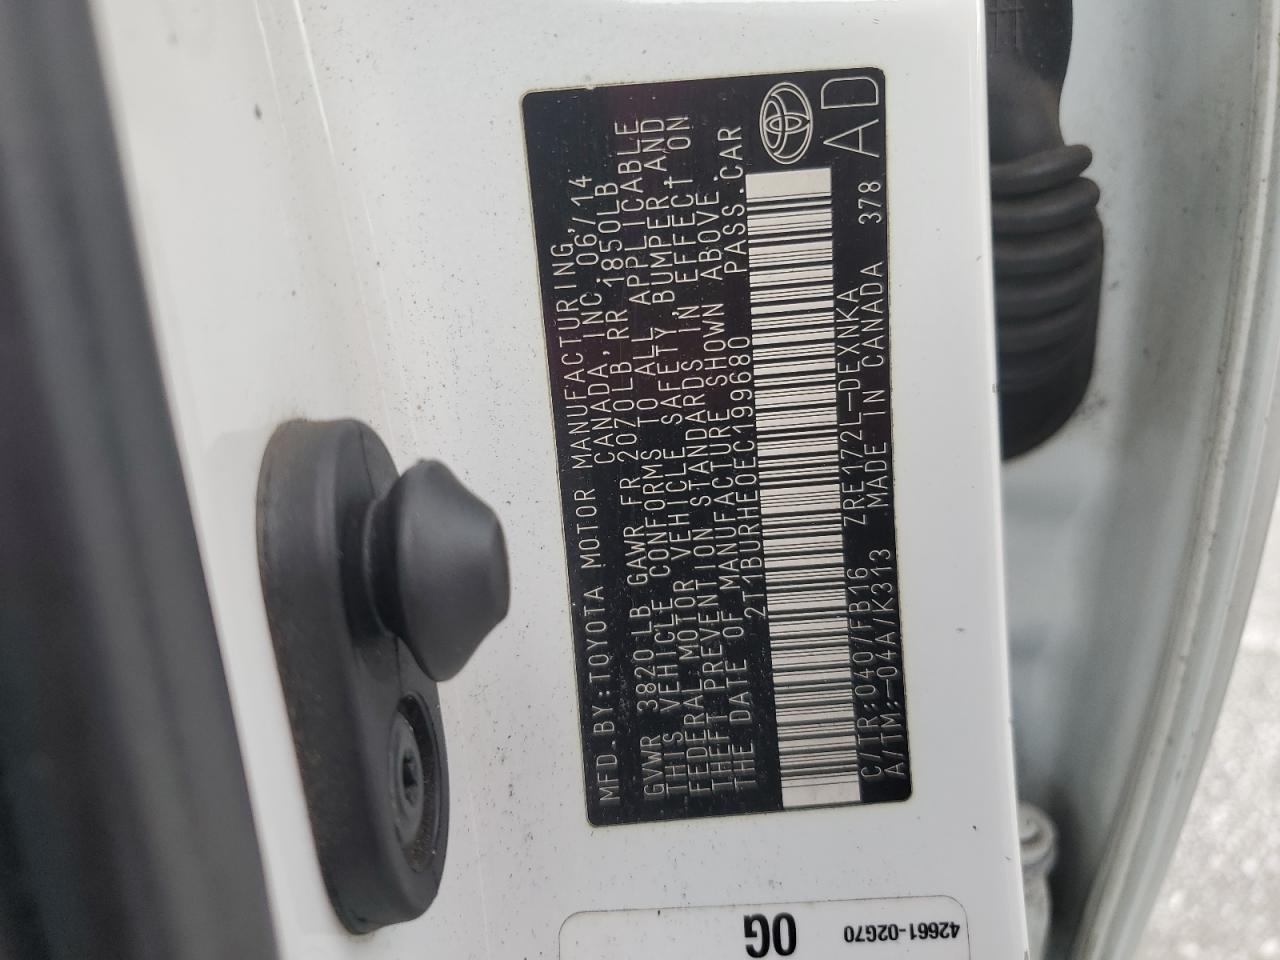 MFD.BY:TOYOTA MOTOR MANUFACTURING,
CANADA,INC. 06/14
GVWR 3820 LB GAWR FR 2070LB,RR 1850LB
THIS VEHICLE CONFORMS TO ALL APPLICABLE
FEDERAL MOTOR VEHICLE SAFETY,BUMPER,AND
THEFT PREVENTION STANDARDS IN EFFECT ON
THE DATE OF MANUFACTURE SHOWN ABOVE.
2T1BURHE0EC199680 PASS.CAR
C/TR:040/FB16 ZRE172L-DEXNKA
A/TM:-04A/K313 MADE IN CANADA 378
AD
0G
42661-02G70